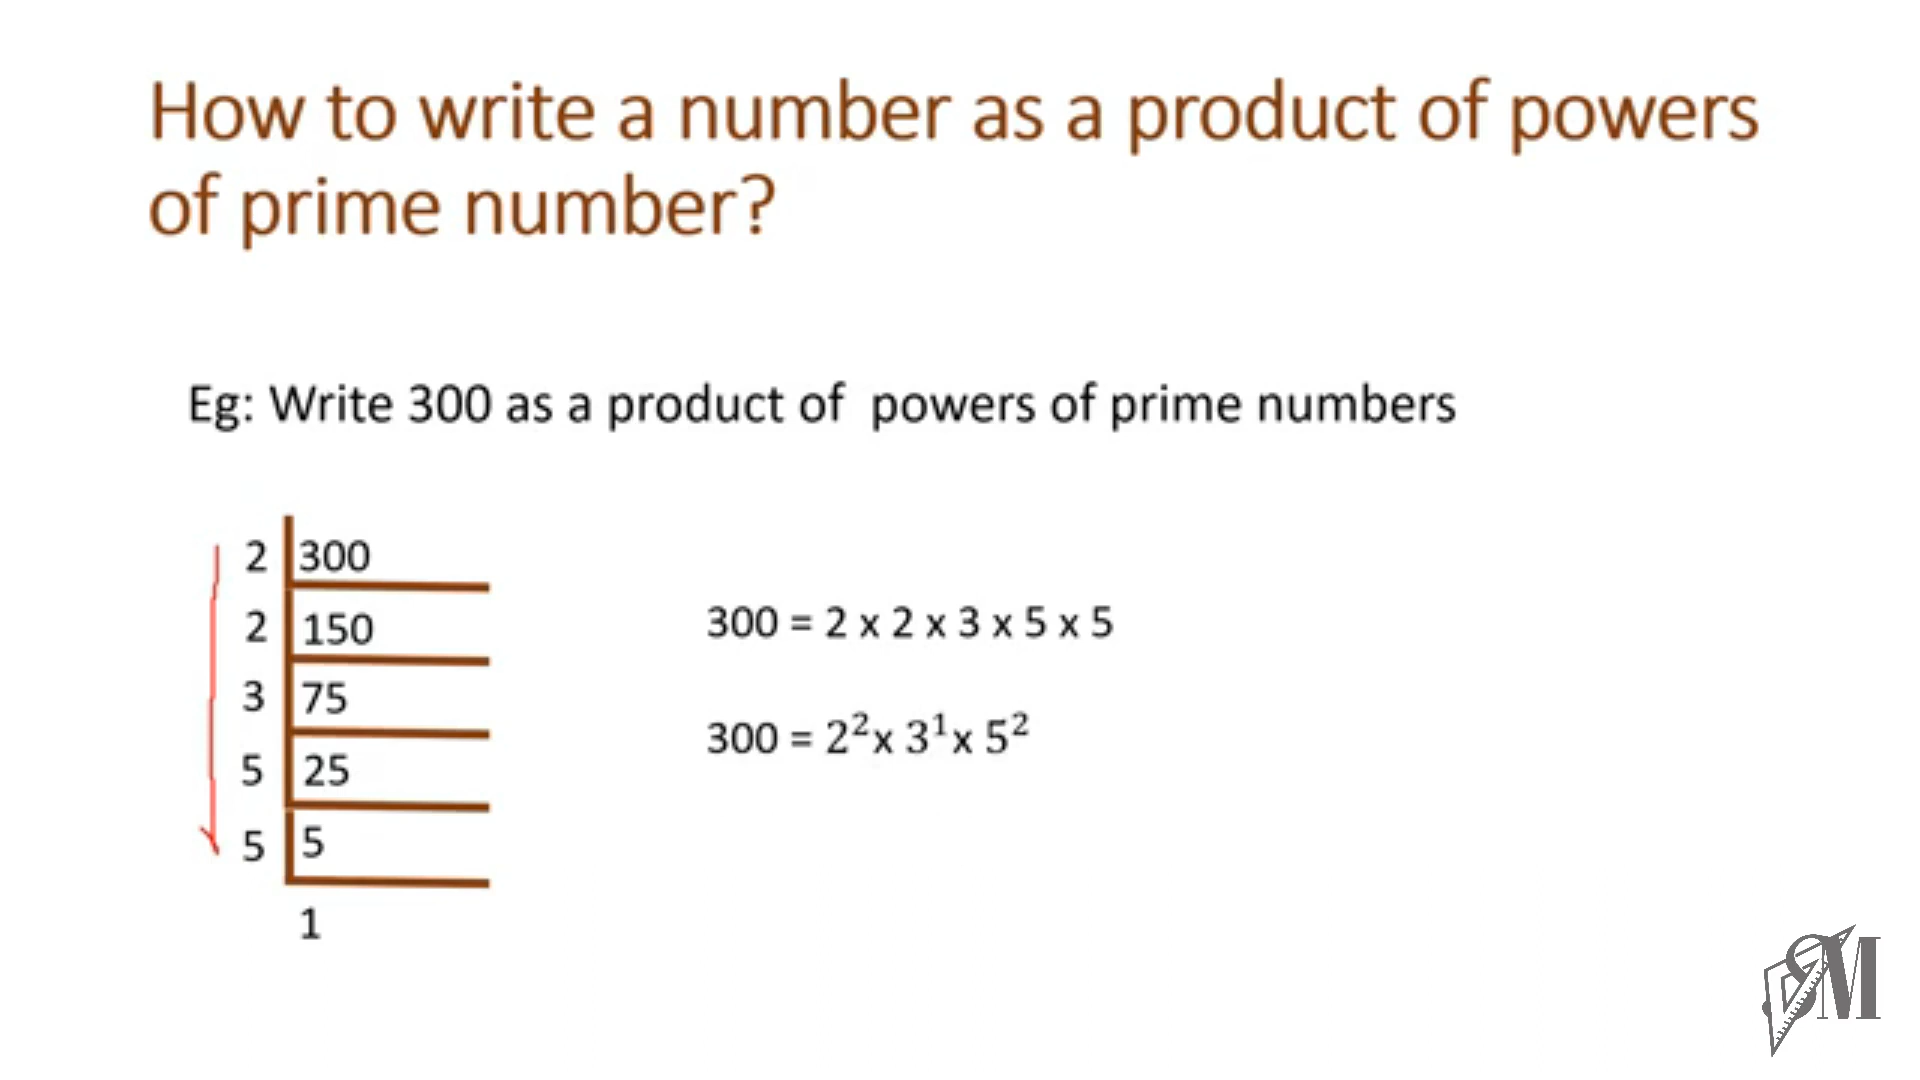 How to write a number as a product of powers
of prime number?
Eg: Write 300 as a product of powers of prime numbers
2 300
2 150
3 75
5 25
5 5
1
300 = 2 x 2 x 3 x 5 x 5
300 = 2²x 3¹x 5²
SM